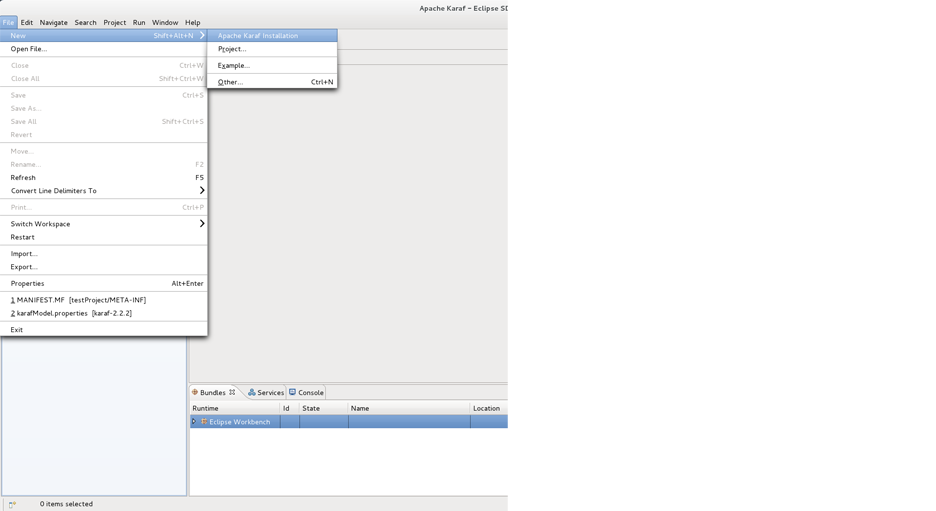 Apache Karaf – Eclipse SD
File Edit Navigate Search Project Run Window Help
New Shift+Alt+N
Apache Karaf Installation
Open File...
Project...
Close Ctrl+W
Example...
Close All Shift+Ctrl+W
Other... Ctrl+N
Save Ctrl+S
Save As...
Save All Shift+Ctrl+S
Revert
Move...
Rename... F2
Refresh F5
Convert Line Delimiters To
Print... Ctrl+P
Switch Workspace
Restart
Import...
Export...
Properties Alt+Enter
1 MANIFEST.MF [testProject/META-INF]
2 karafModel.properties [karaf-2.2.2]
Exit
Bundles Services Console
Runtime Id State Name Location
Eclipse Workbench
0 items selected